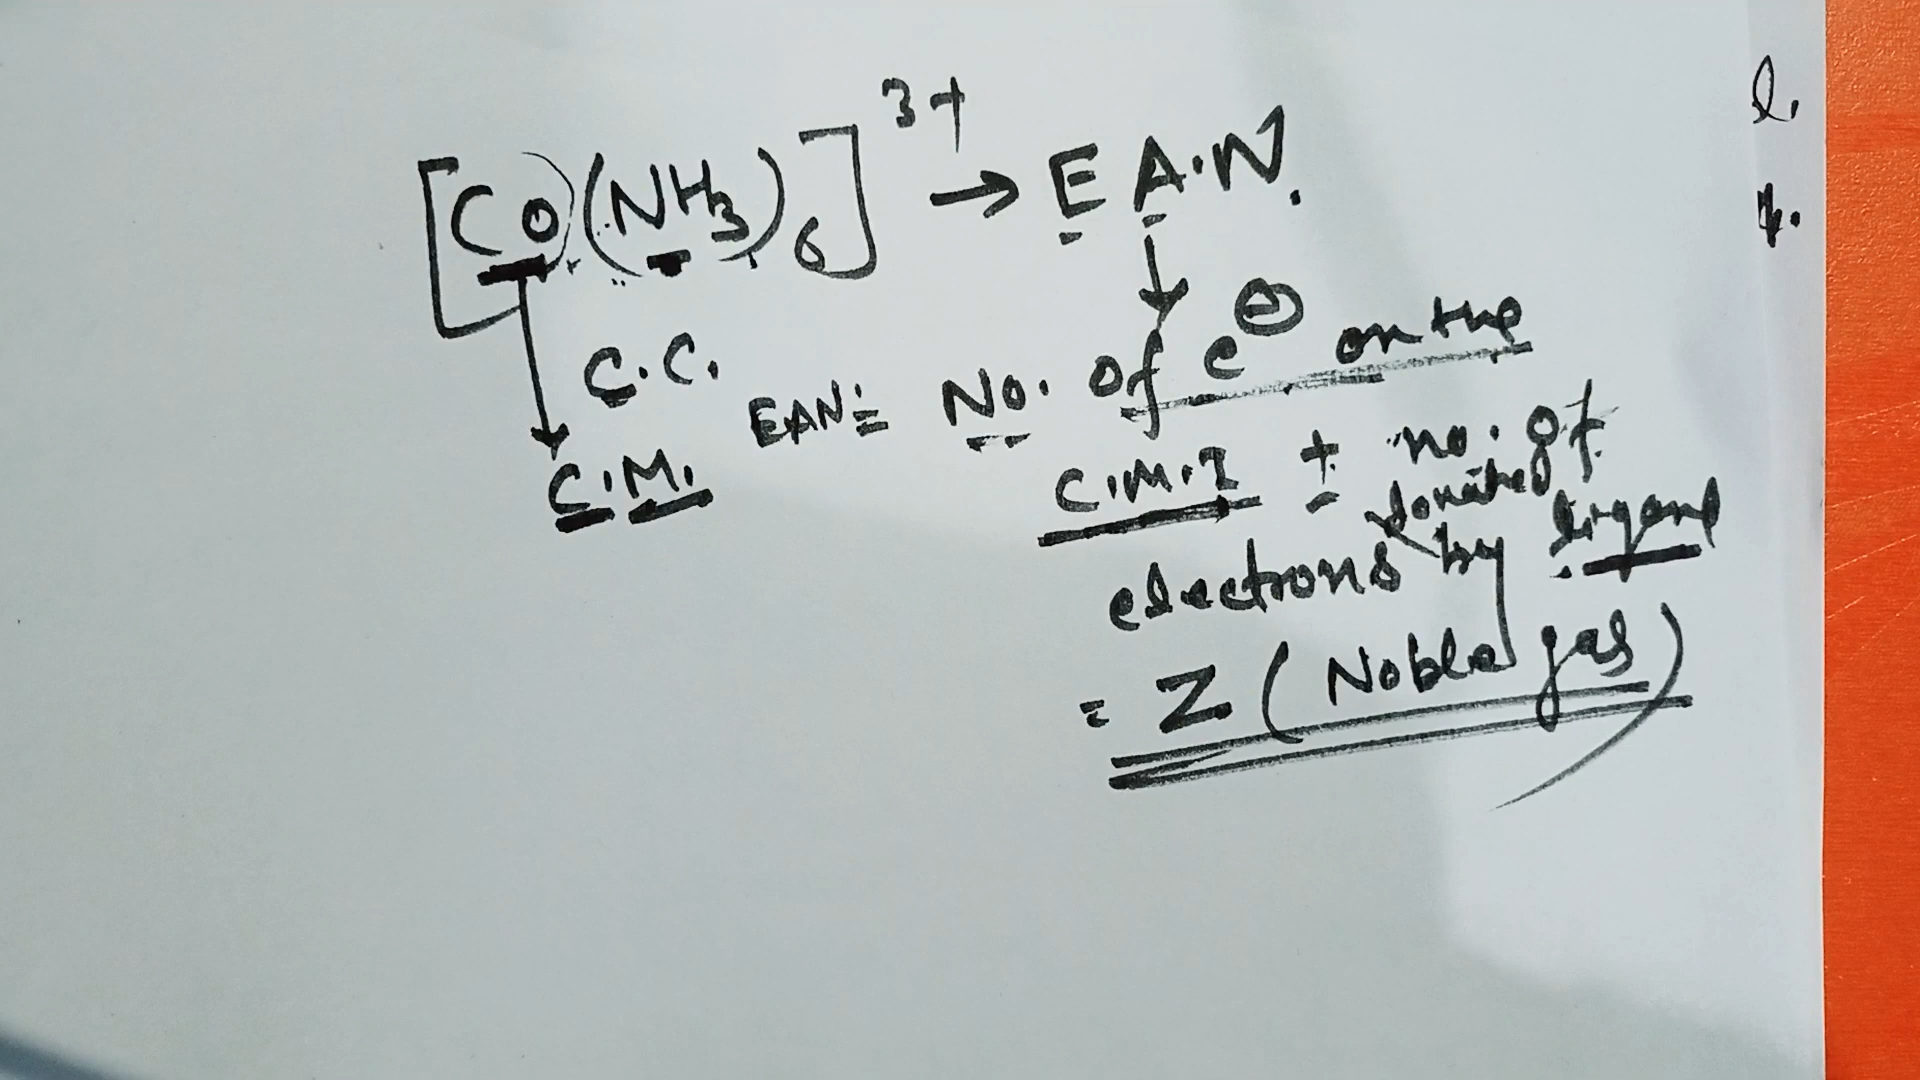 [Co(NH3)6]3+ → E A.N.
C.C.
EAN = No. of e⊖ on the
C.M.
C.M.I + no. of
electrons donated by ligand
= Z (Noble gas)